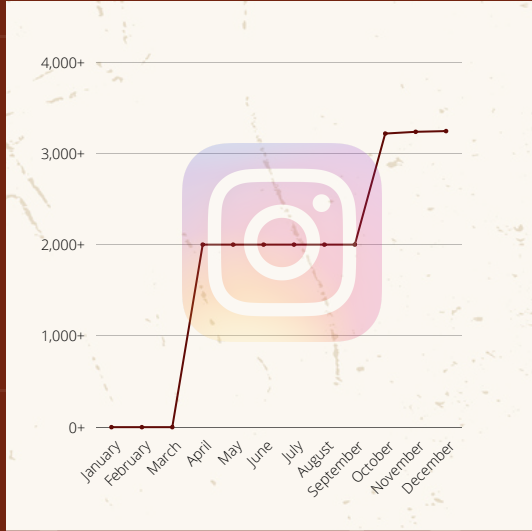 4,000+
3,000+
2,000+
1,000+
0+
January
February
March
April
May
June
July
August
September
October
November
December